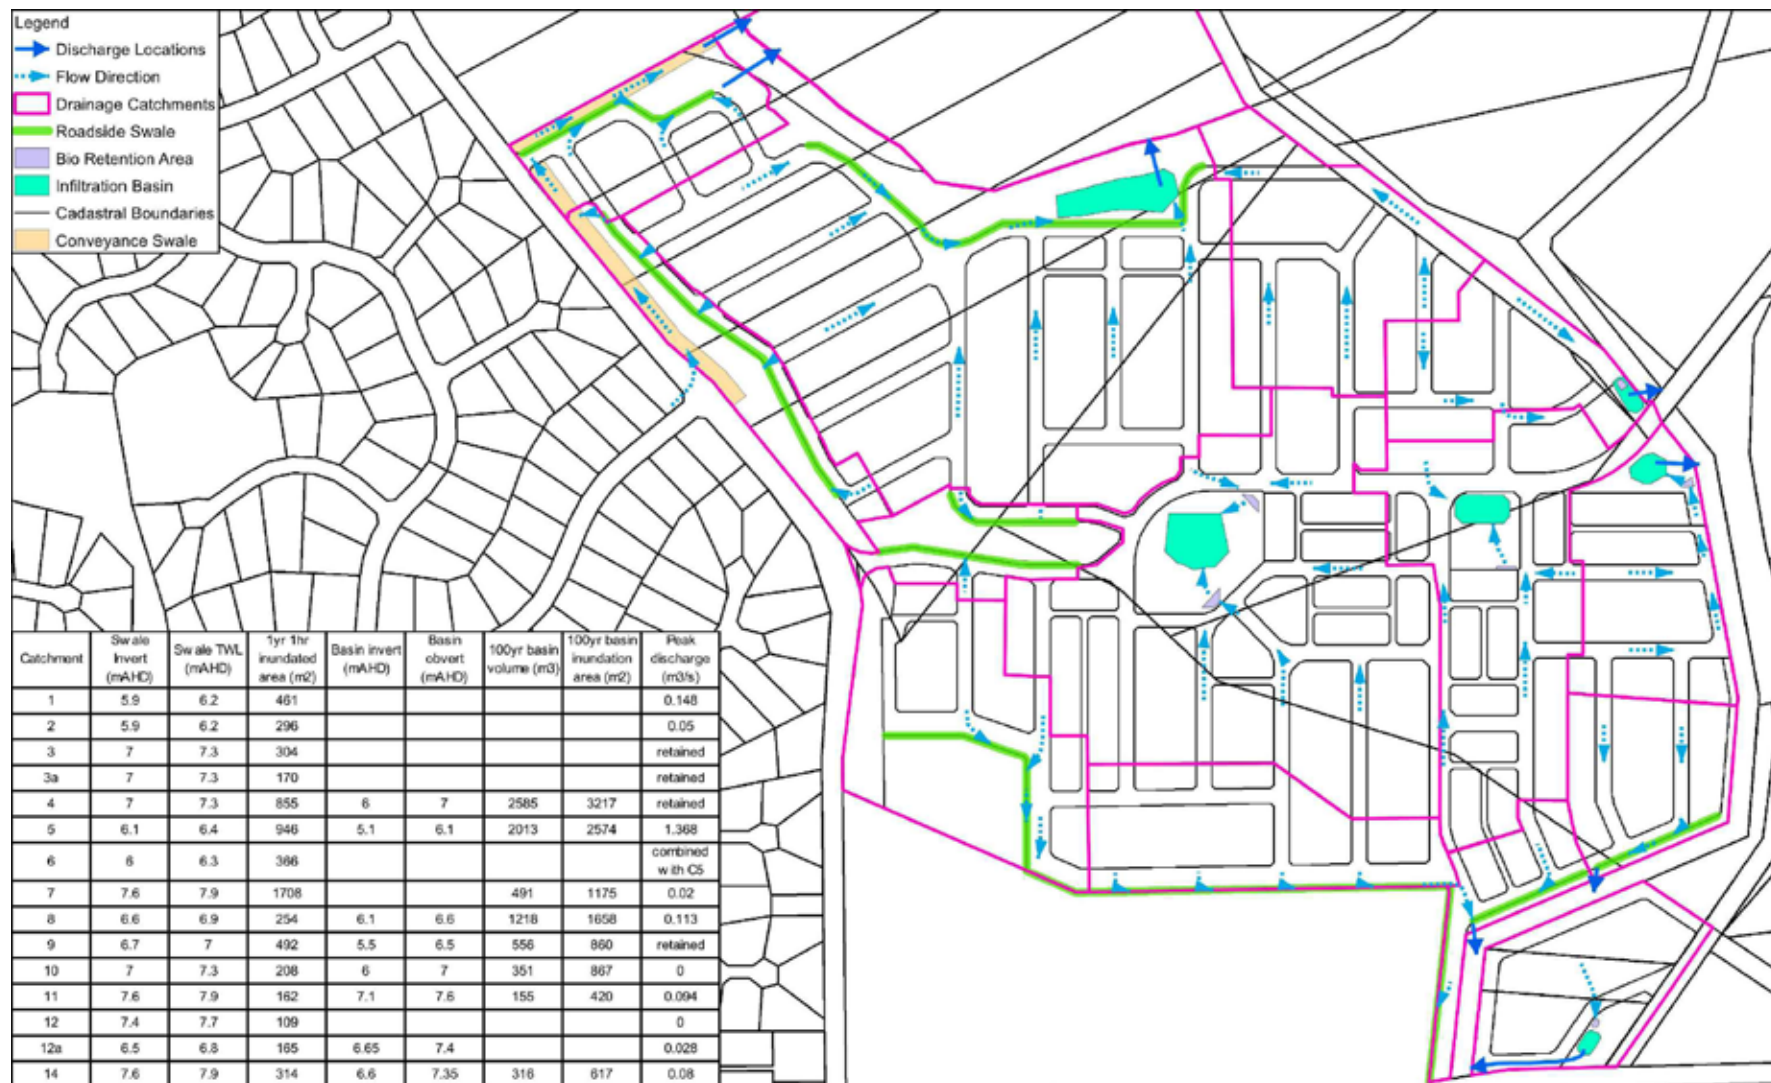 Legend
Discharge Locations
Flow Direction
Drainage Catchments
Roadside Swale
Bio Retention Area
Infiltration Basin
Cadastral Boundaries
Conveyance Swale
Catchment | Swale Invert (mAHD) | Swale TWL (mAHD) | 1yr 1hr inundated area (m2) | Basin invert (mAHD) | Basin obvert (mAHD) | 100yr basin volume (m3) | 100yr basin inundation area (m2) | Peak discharge (m3/s)
1 5.9 6.2 461 0.148
2 5.9 6.2 296 0.05
3 7 7.3 304 retained
3a 7 7.3 170 retained
4 7 7.3 855 6 7 2585 3217 retained
5 6.1 6.4 946 5.1 6.1 2013 2574 1.368
6 6 6.3 366 combined with C5
7 7.6 7.9 1708 491 1175 0.02
8 6.6 6.9 254 6.1 6.6 1218 1658 0.113
9 6.7 7 492 5.5 6.5 556 860 retained
10 7 7.3 208 6 7 351 867 0
11 7.6 7.9 162 7.1 7.6 155 420 0.094
12 7.4 7.7 109 0
12a 6.5 6.8 165 6.65 7.4 0.028
14 7.6 7.9 314 6.6 7.35 316 617 0.08